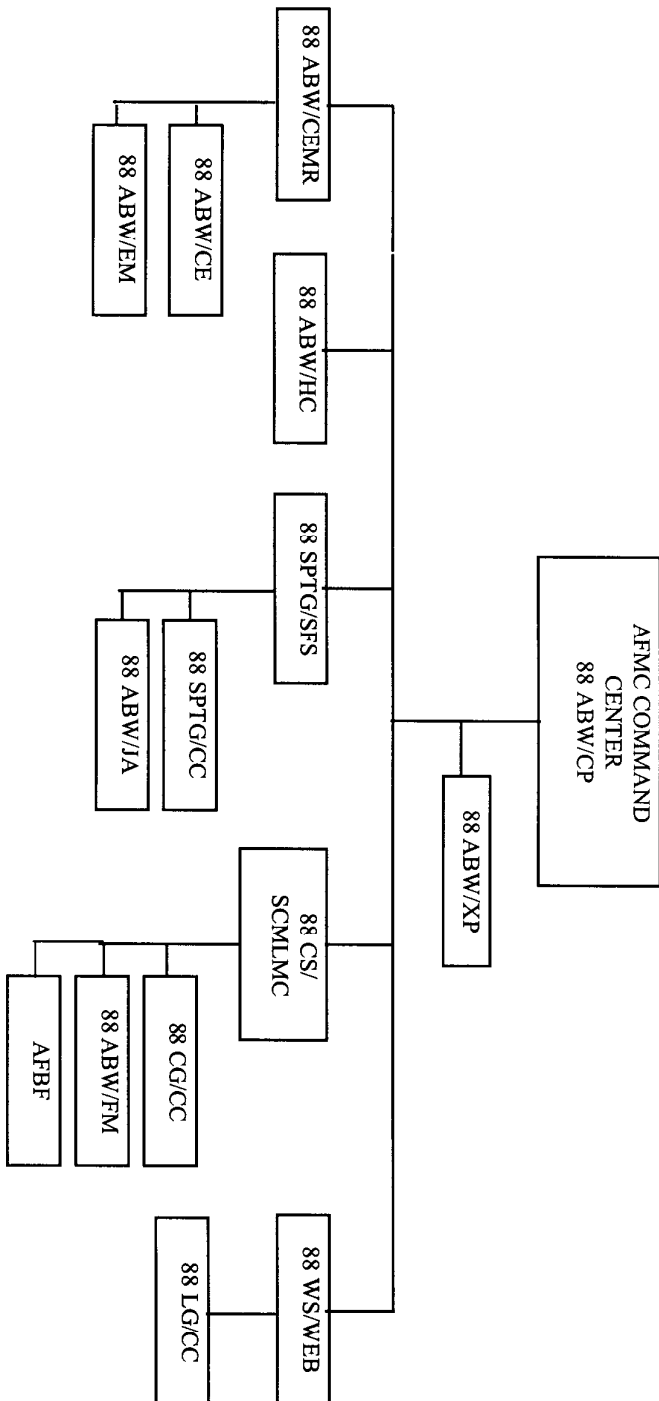 AFMC COMMAND
CENTER
88 ABW/CP
88 ABW/XP
88 ABW/CEMR
88 ABW/CE
88 ABW/EM
88 ABW/HC
88 SPTG/SFS
88 SPTG/CC
88 ABW/JA
88 CS/
SCMLMC
88 CG/CC
88 ABW/FM
AFBF
88 WS/WEB
88 LG/CC